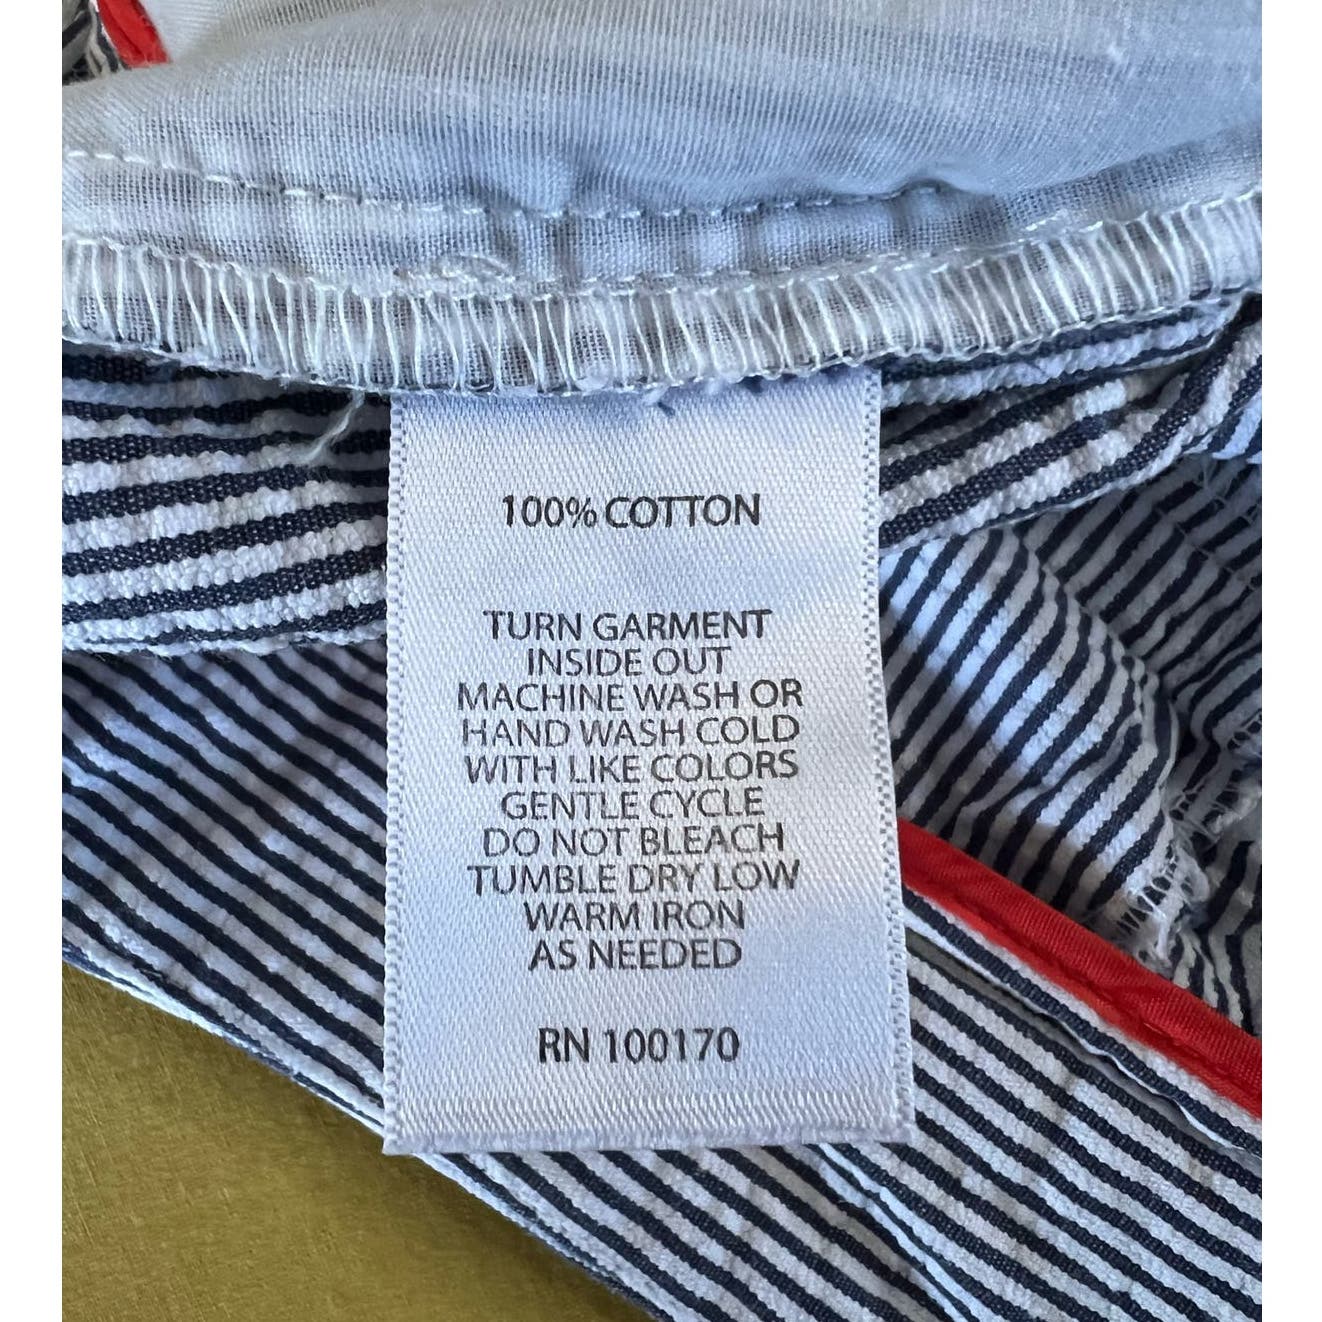 100% COTTON
TURN GARMENT
INSIDE OUT
MACHINE WASH OR
HAND WASH COLD
WITH LIKE COLORS
GENTLE CYCLE
DO NOT BLEACH
TUMBLE DRY LOW
WARM IRON
AS NEEDED
RN 100170